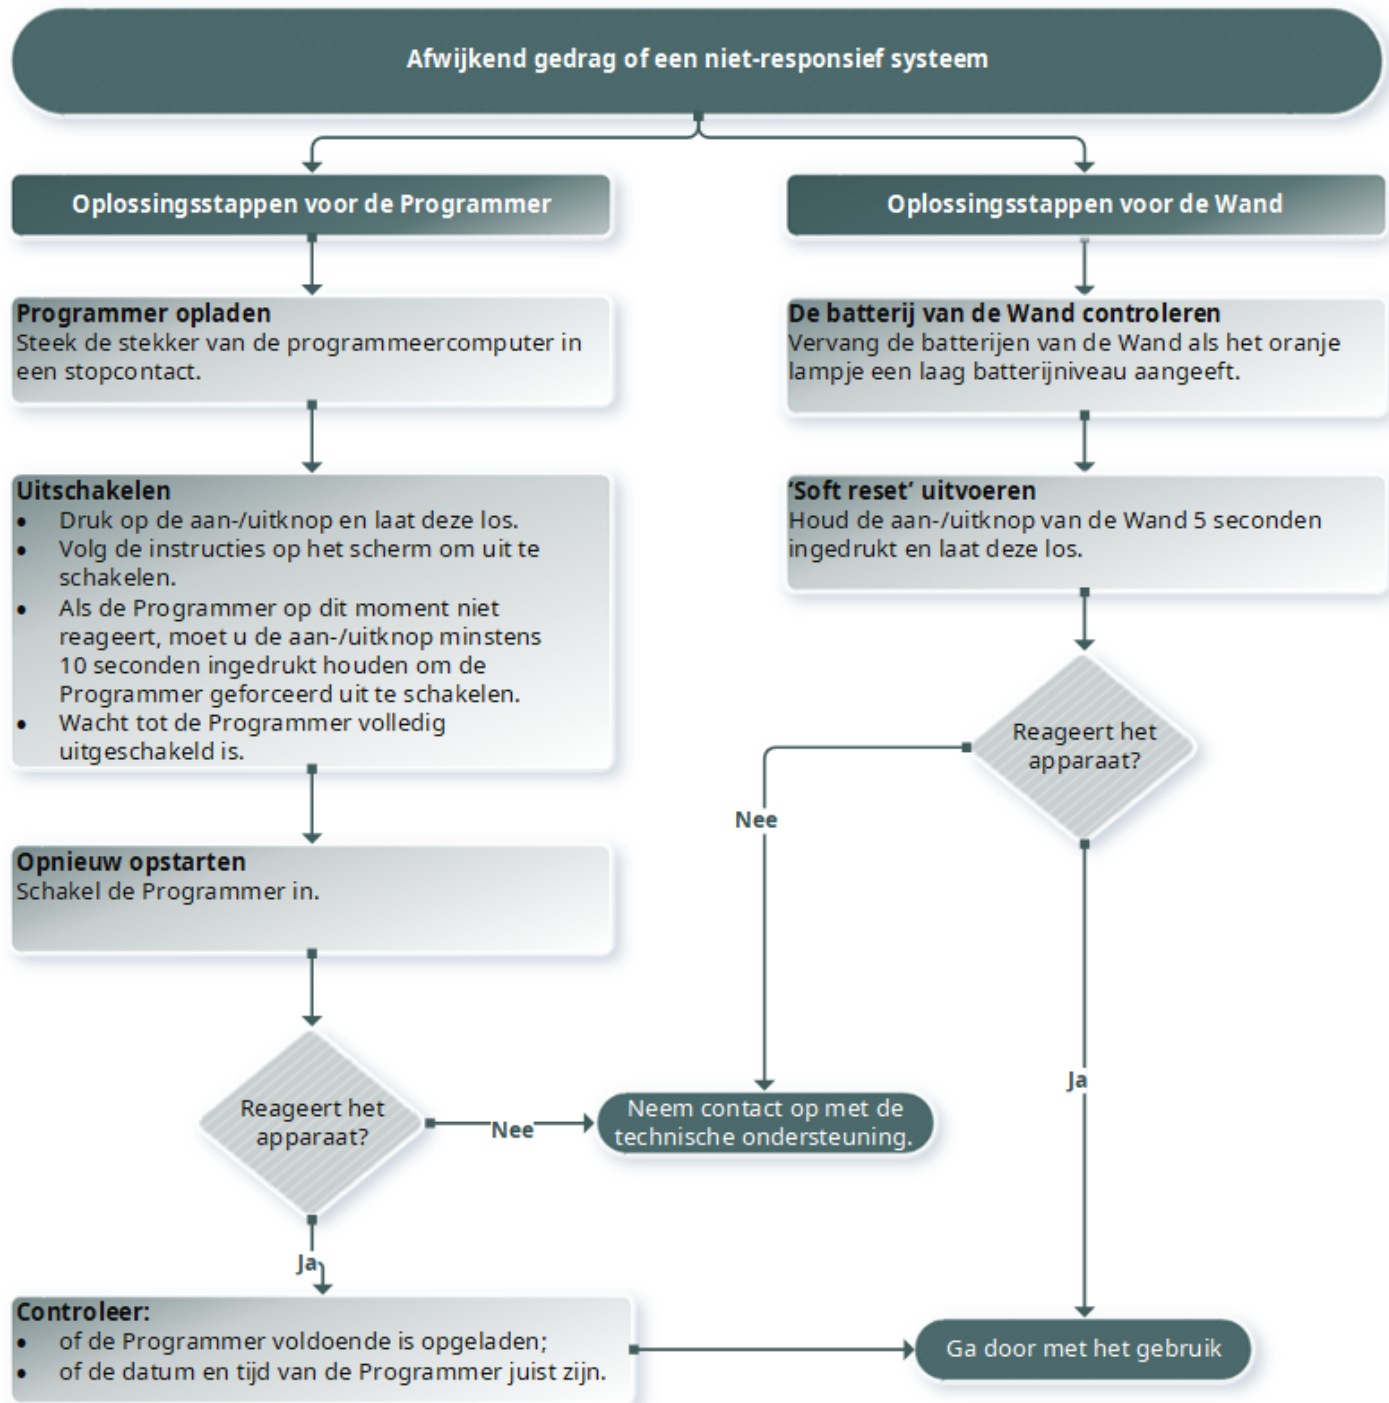 Afwijkend gedrag of een niet-responsief systeem
Oplossingsstappen voor de Programmer
Programmer opladen
Steek de stekker van de programmeercomputer in
een stopcontact.
Uitschakelen
• Druk op de aan-/uitknop en laat deze los.
• Volg de instructies op het scherm om uit te
schakelen.
• Als de Programmer op dit moment niet
reageert, moet u de aan-/uitknop minstens
10 seconden ingedrukt houden om de
Programmer geforceerd uit te schakelen.
• Wacht tot de Programmer volledig
uitgeschakeld is.
Opnieuw opstarten
Schakel de Programmer in.
Reageert het
apparaat?
Nee
Ja
Controleer:
• of de Programmer voldoende is opgeladen;
• of de datum en tijd van de Programmer juist zijn.
Oplossingsstappen voor de Wand
De batterij van de Wand controleren
Vervang de batterijen van de Wand als het oranje
lampje een laag batterijniveau aangeeft.
‘Soft reset’ uitvoeren
Houd de aan-/uitknop van de Wand 5 seconden
ingedrukt en laat deze los.
Reageert het
apparaat?
Nee
Ja
Neem contact op met de
technische ondersteuning.
Ga door met het gebruik